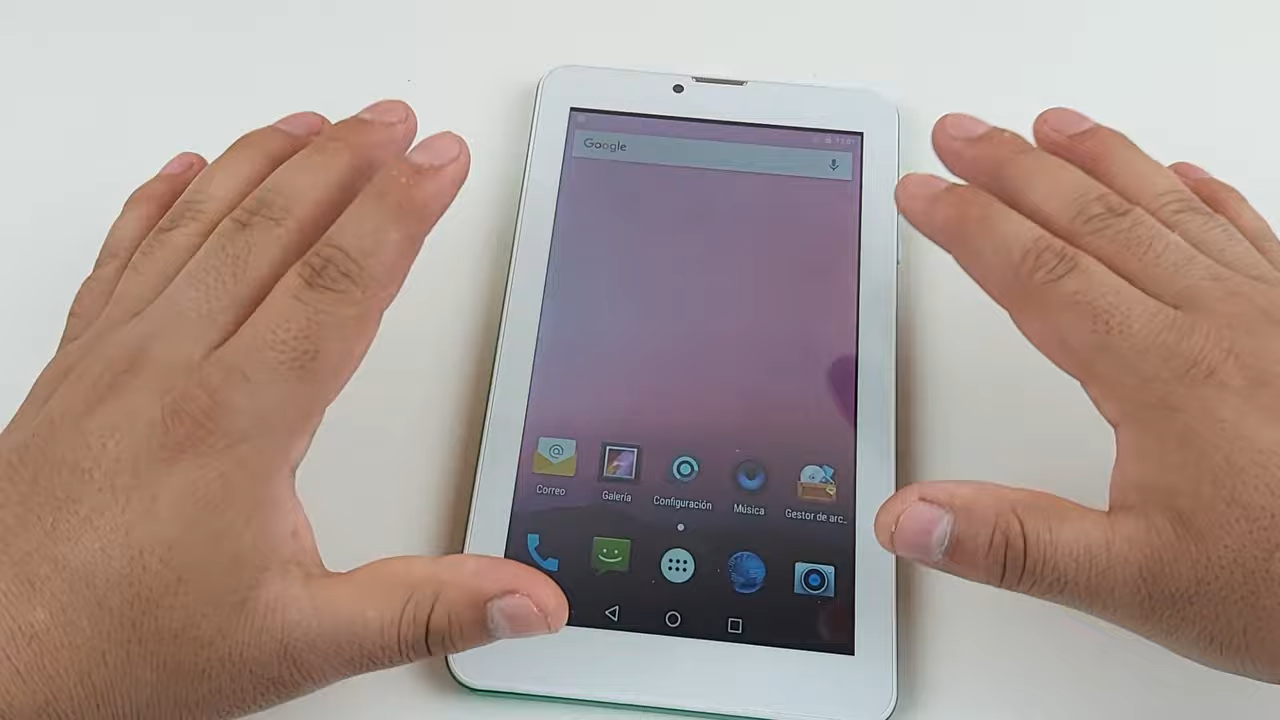 Google
Correo
Galería
Configuración
Música
Gestor de arc..